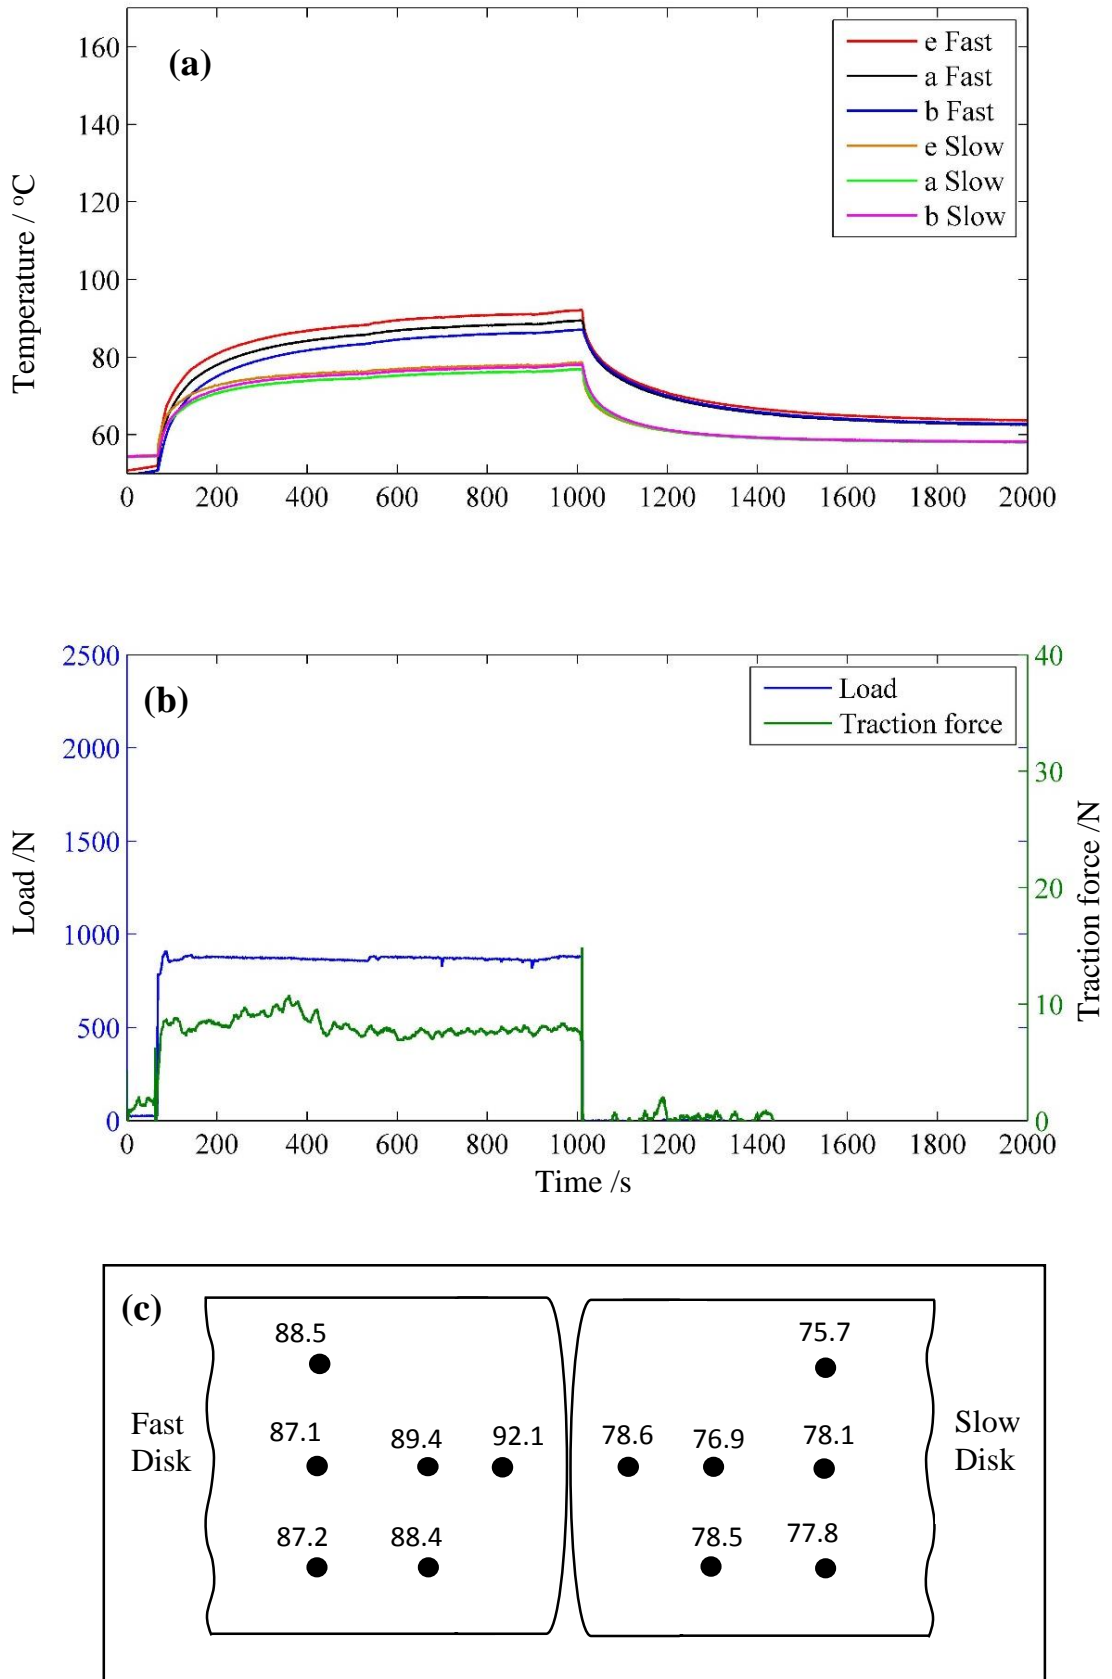 (a)
160
140
120
100
80
60
Temperature / °C
e Fast
a Fast
b Fast
e Slow
a Slow
b Slow
0 200 400 600 800 1000 1200 1400 1600 1800 2000
(b)
2500
2000
1500
1000
500
0
Load /N
Load
Traction force
40
30
20
10
0
Traction force /N
0 200 400 600 800 1000 1200 1400 1600 1800 2000
Time /s
(c)
88.5 75.7
Fast
Disk
87.1 89.4 92.1 78.6 76.9 78.1
Slow
Disk
87.2 88.4 78.5 77.8